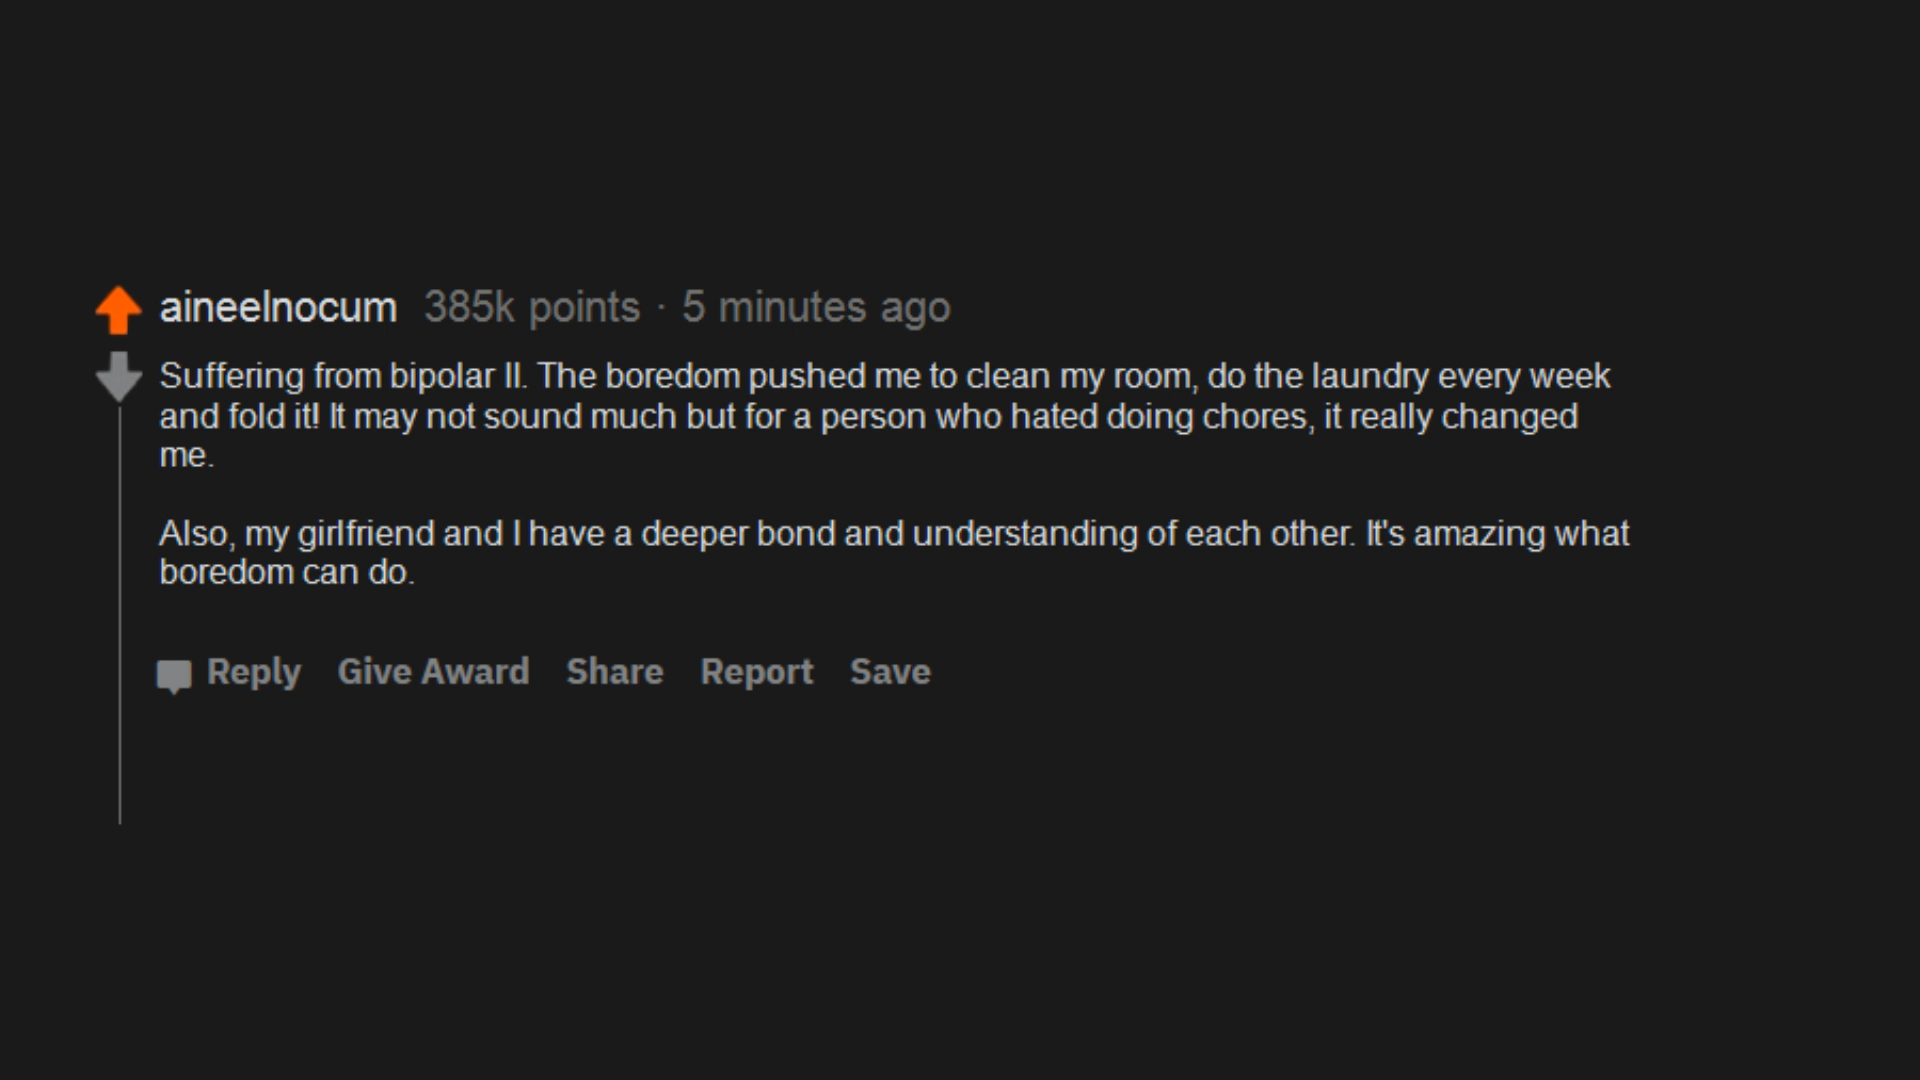 aineelnocum 385k points · 5 minutes ago
Suffering from bipolar II. The boredom pushed me to clean my room, do the laundry every week
and fold it! It may not sound much but for a person who hated doing chores, it really changed
me.
Also, my girlfriend and I have a deeper bond and understanding of each other. It's amazing what
boredom can do.
Reply Give Award Share Report Save